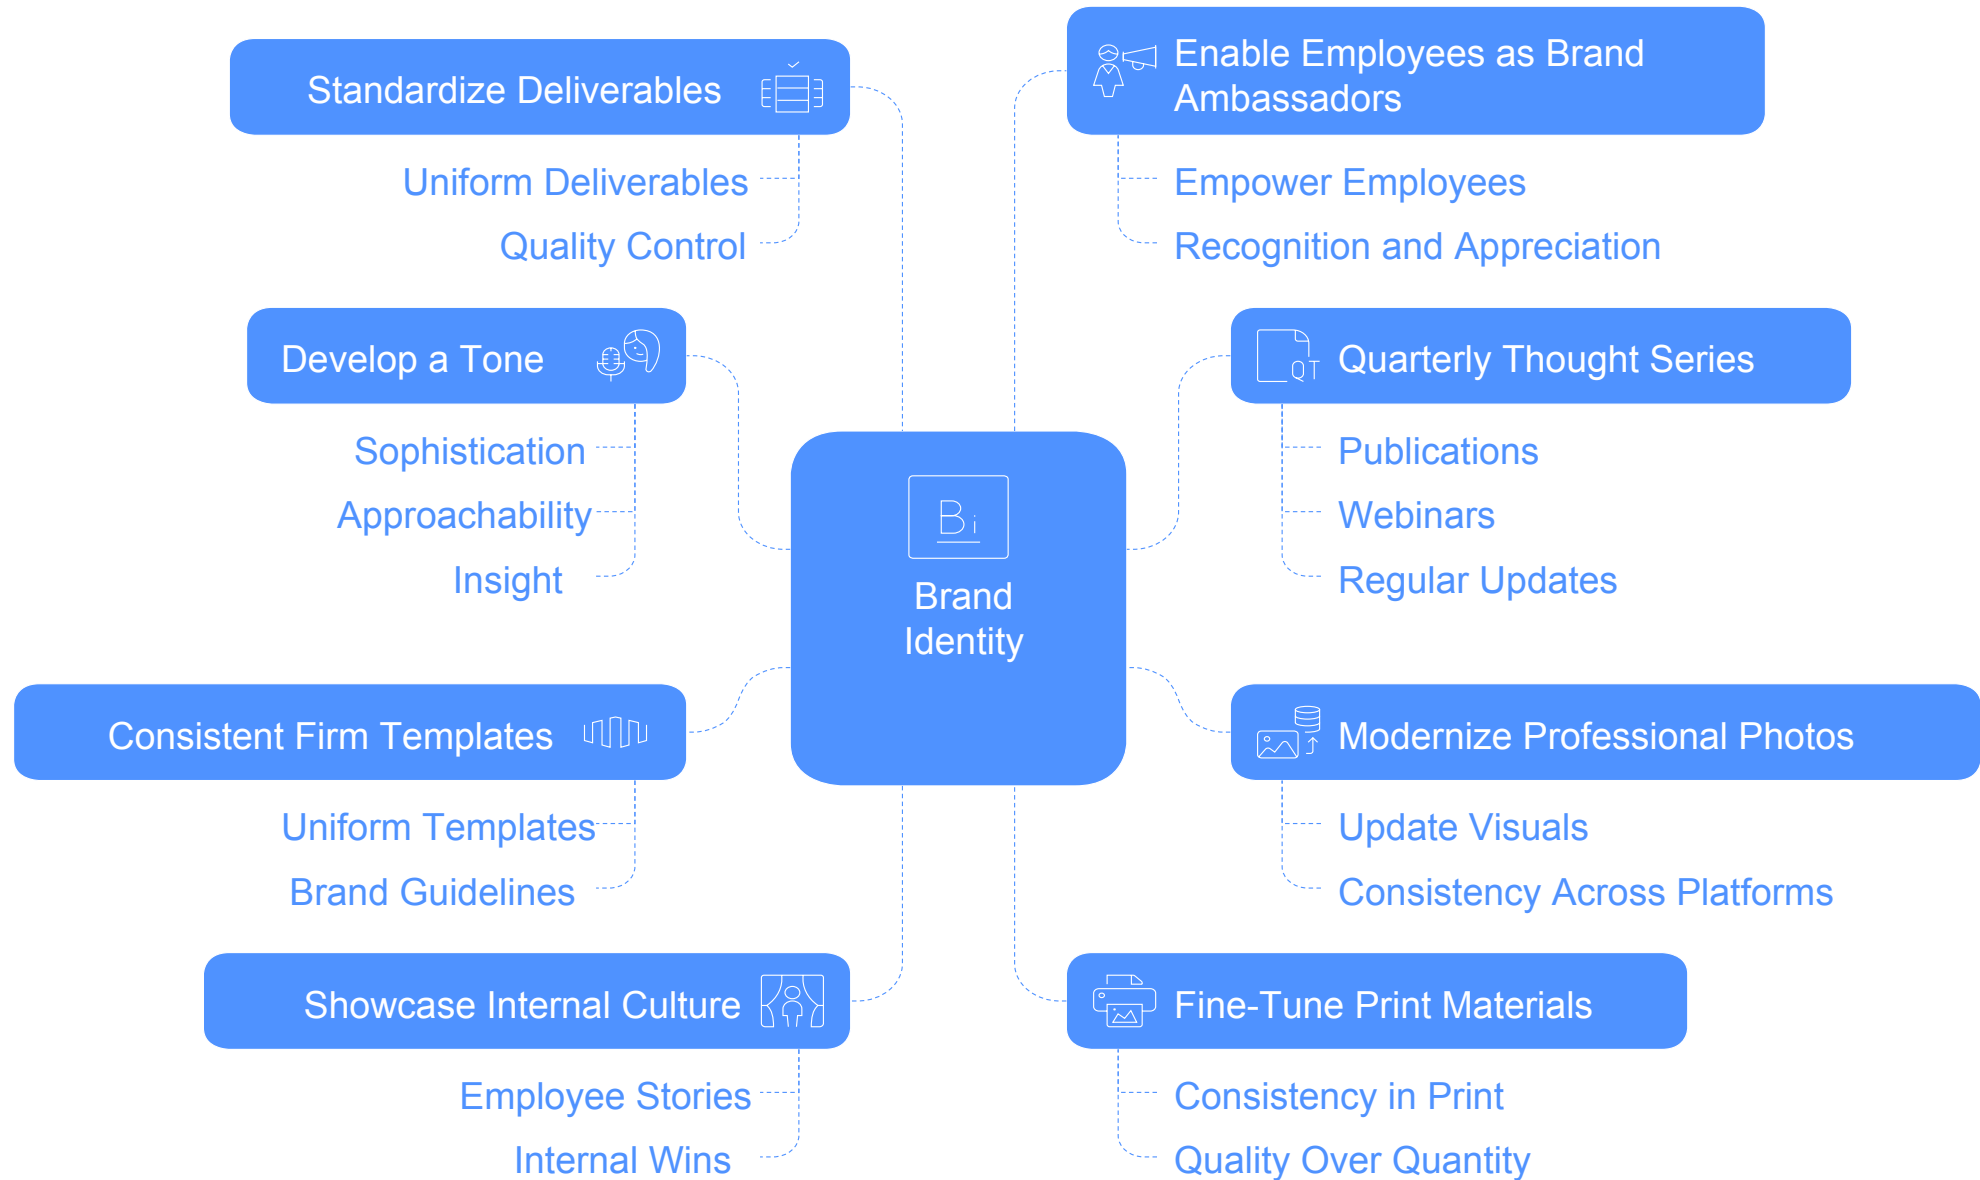 Standardize Deliverables
Uniform Deliverables
Quality Control
Develop a Tone
Sophistication
Approachability
Insight
Consistent Firm Templates
Uniform Templates
Brand Guidelines
Showcase Internal Culture
Employee Stories
Internal Wins
Bi
Brand
Identity
Enable Employees as Brand
Ambassadors
Empower Employees
Recognition and Appreciation
QT
Quarterly Thought Series
Publications
Webinars
Regular Updates
Modernize Professional Photos
Update Visuals
Consistency Across Platforms
Fine-Tune Print Materials
Consistency in Print
Quality Over Quantity